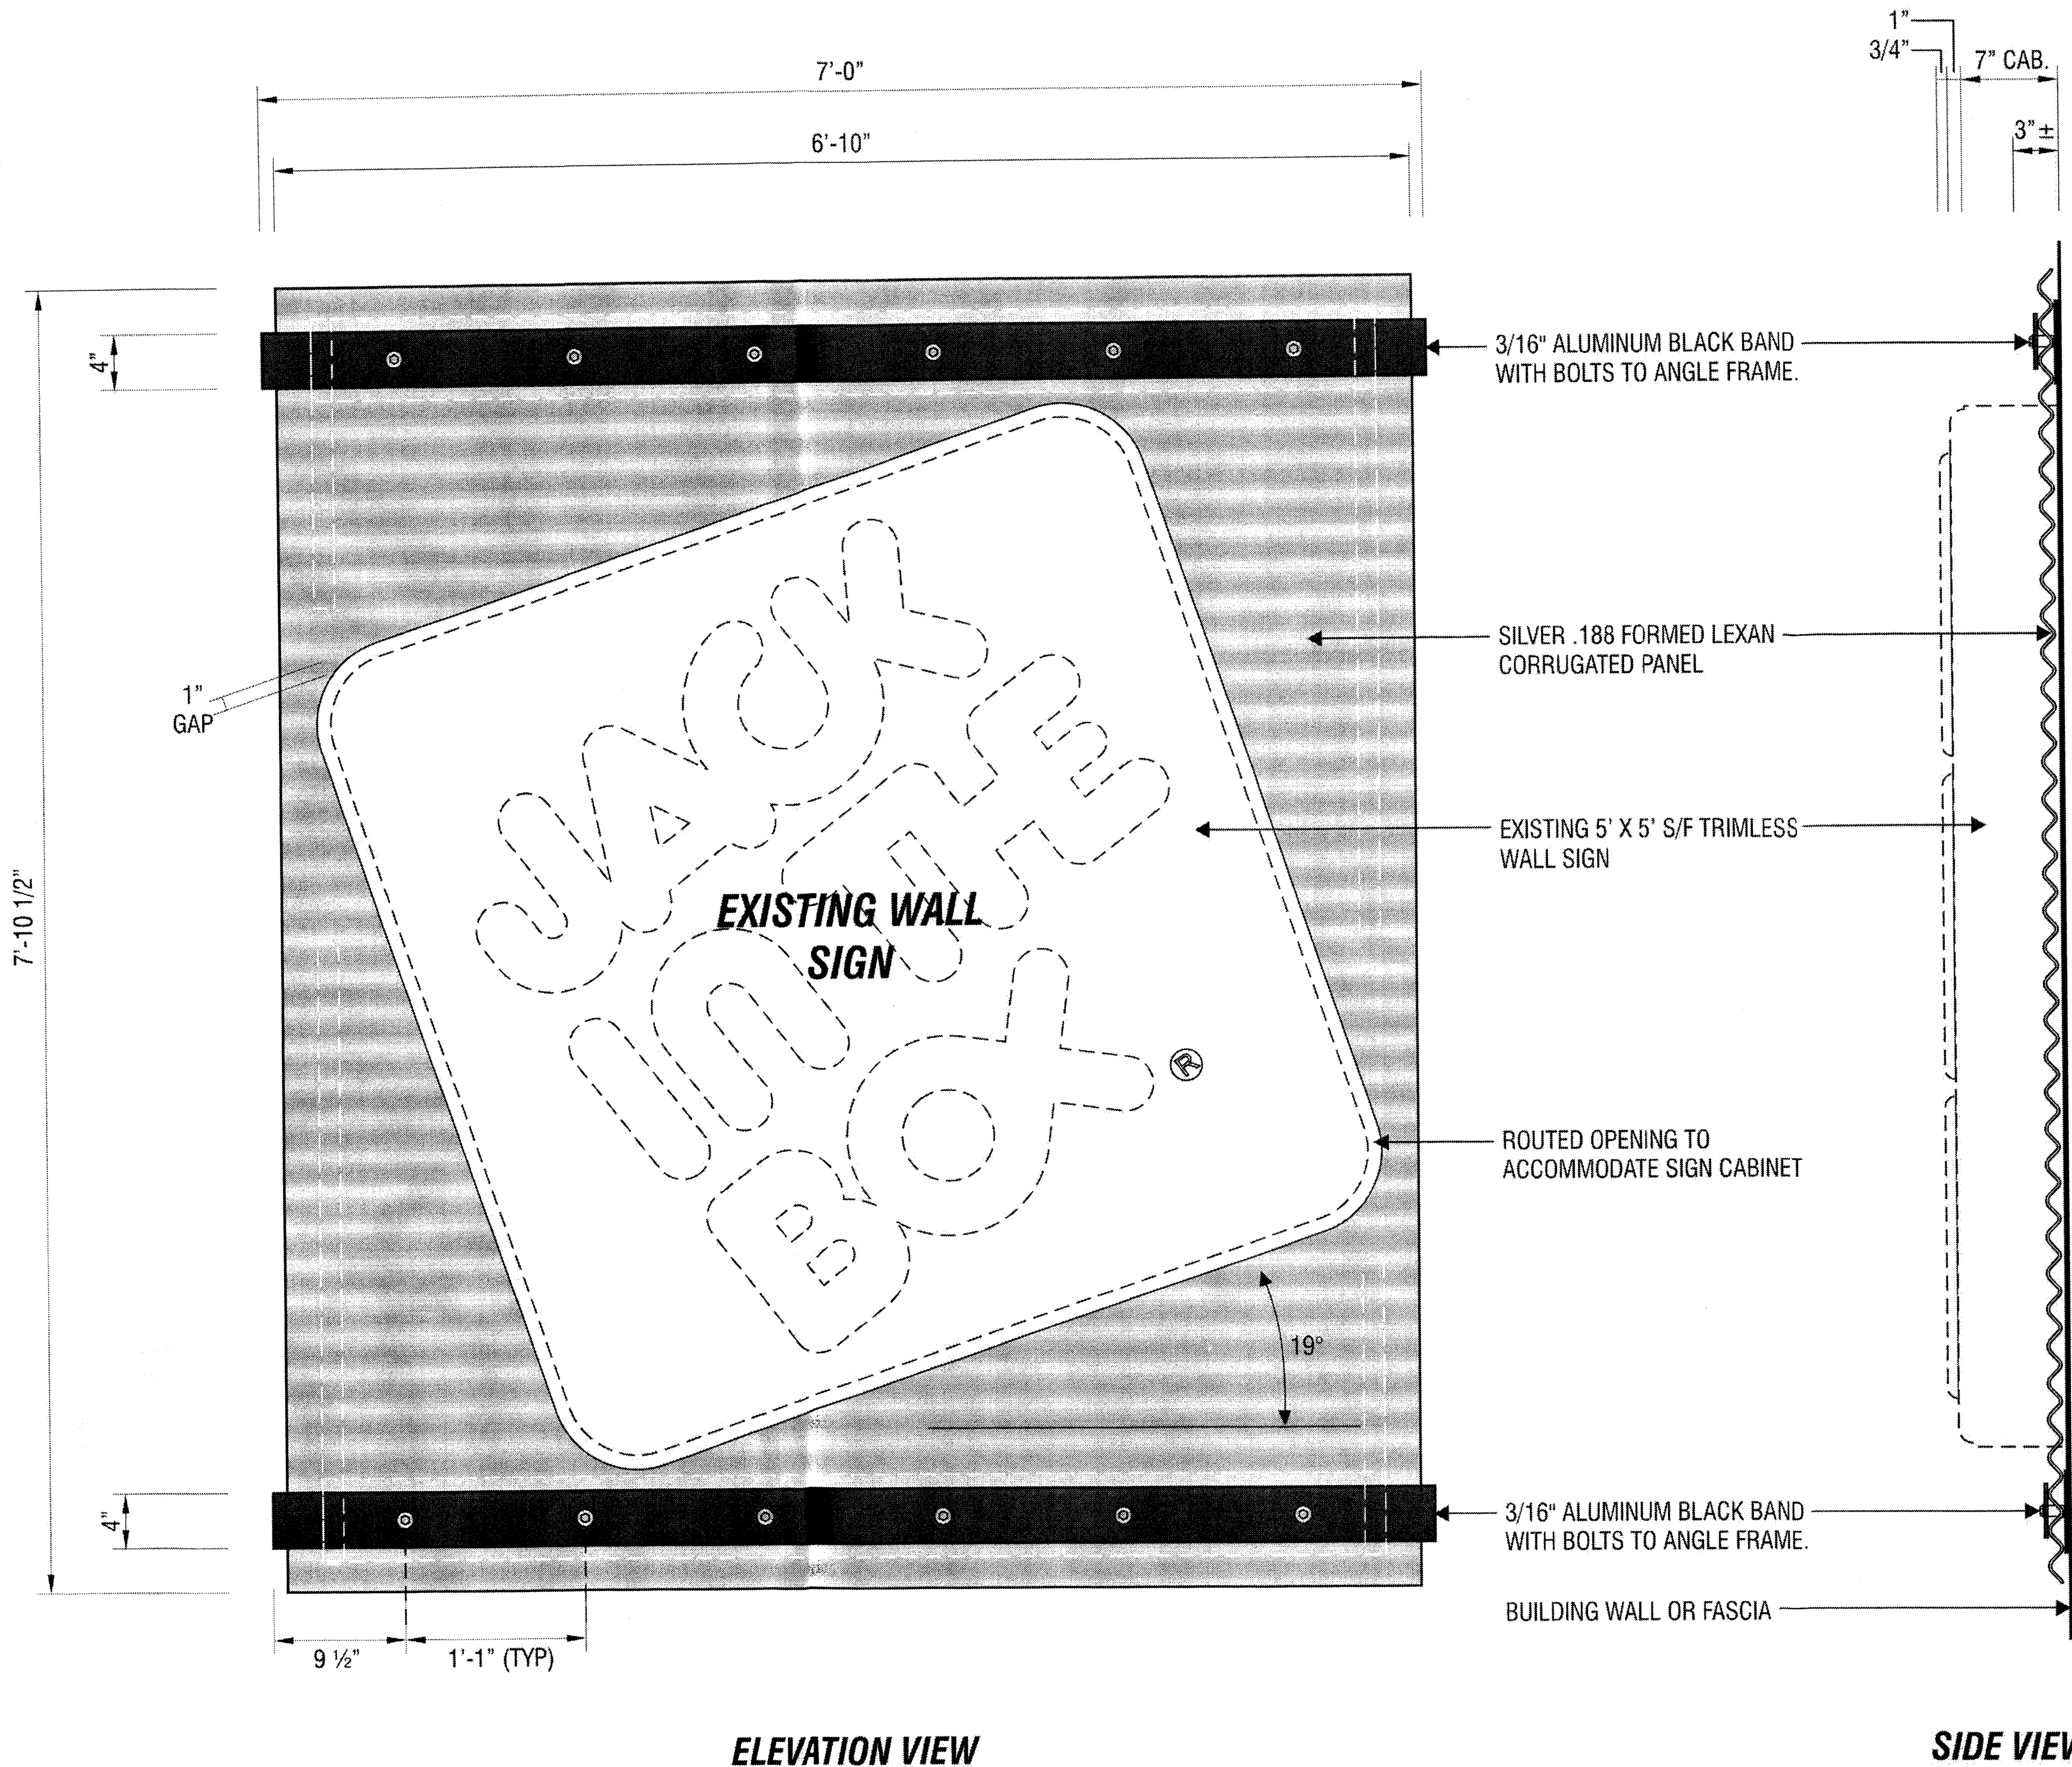 1"
3/4"
7" CAB.
3" ±
7'-0"
6'-10"
4"
3/16" ALUMINUM BLACK BAND
WITH BOLTS TO ANGLE FRAME.
SILVER .188 FORMED LEXAN
CORRUGATED PANEL
1"
GAP
JACK
IN THE
BOX
®
EXISTING WALL
SIGN
EXISTING 5' X 5' S/F TRIMLESS
WALL SIGN
7'-10 1/2"
ROUTED OPENING TO
ACCOMMODATE SIGN CABINET
19°
4"
3/16" ALUMINUM BLACK BAND
WITH BOLTS TO ANGLE FRAME.
BUILDING WALL OR FASCIA
9 ½"
1'-1" (TYP)
ELEVATION VIEW
SIDE VIEW